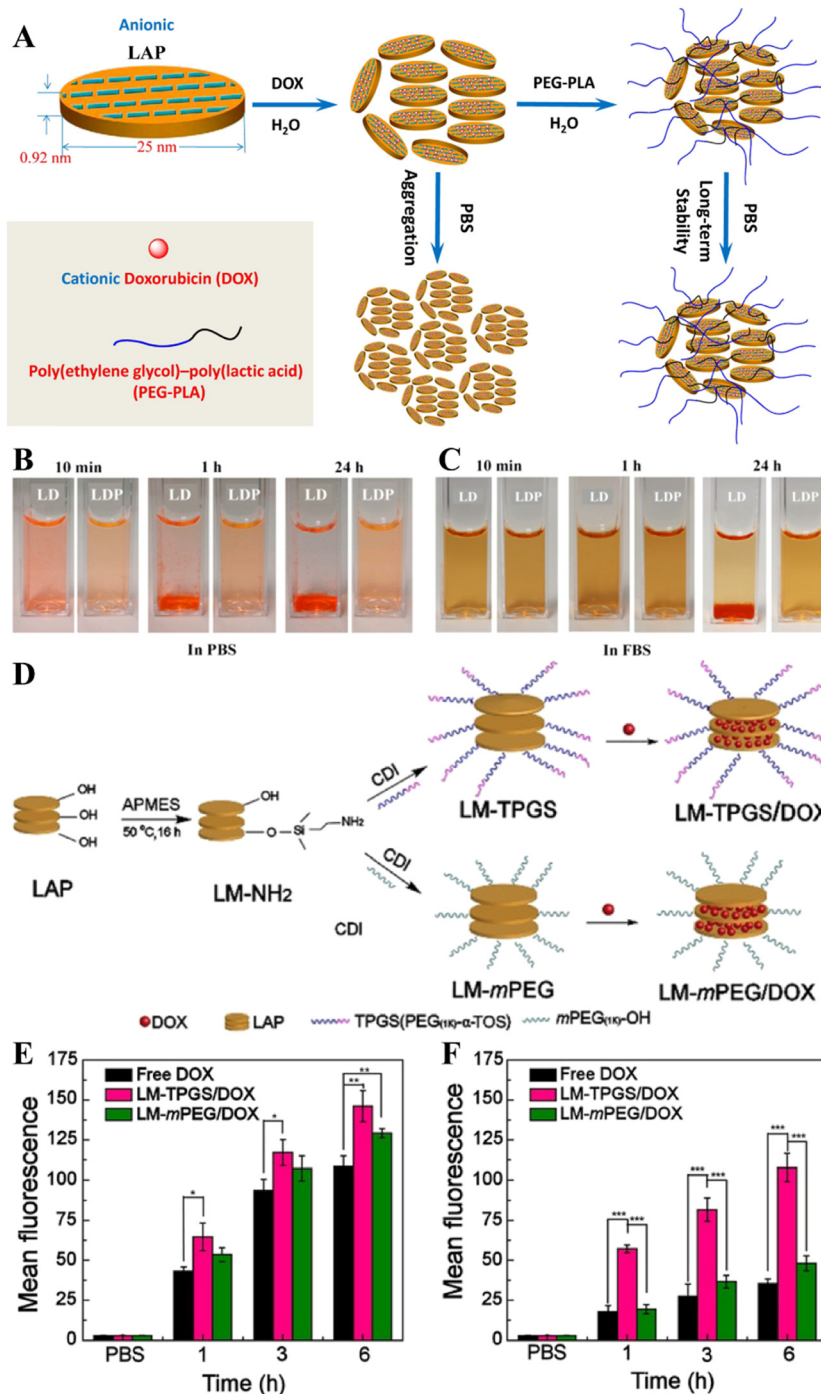 A
Anionic
LAP
0.92 nm
25 nm
DOX
H₂O
PEG-PLA
H₂O
Aggregation
PBS
Long-term
Stability
PBS
Cationic Doxorubicin (DOX)
Poly(ethylene glycol)–poly(lactic acid)
(PEG-PLA)
B
10 min
1 h
24 h
LD
LDP
LD
LDP
LD
LDP
In PBS
C
10 min
1 h
24 h
LD
LDP
LD
LDP
LD
LDP
In FBS
D
OH
OH
OH
LAP
APMES
50 °C, 16 h
OH
O
Si
NH₂
LM-NH₂
CDI
LM-TPGS
LM-TPGS/DOX
CDI
CDI
LM-mPEG
LM-mPEG/DOX
DOX
LAP
TPGS(PEG(1K)-α-TOS)
mPEG(1K)-OH
E
Mean fluorescence
175
150
125
100
75
50
25
0
Free DOX
LM-TPGS/DOX
LM-mPEG/DOX
*
*
**
**
PBS
1
3
6
Time (h)
F
Mean fluorescence
175
150
125
100
75
50
25
0
Free DOX
LM-TPGS/DOX
LM-mPEG/DOX
***
***
***
***
***
***
PBS
1
3
6
Time (h)